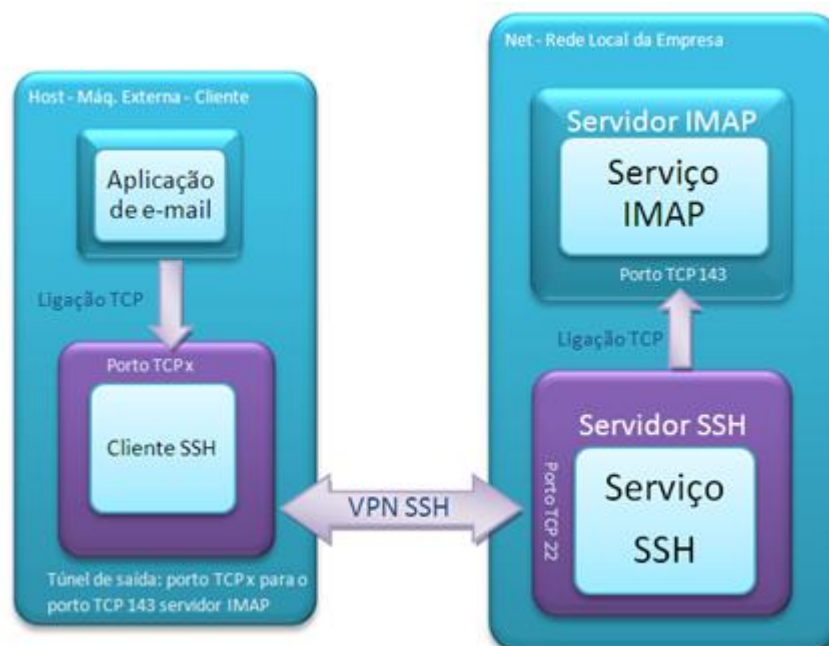 Host - Máq. Externa - Cliente
Aplicação
de e-mail
Ligação TCP
Porto TCP x
Cliente SSH
Túnel de saída: porto TCP x para o
porto TCP 143 servidor IMAP
VPN SSH
Net - Rede Local da Empresa
Servidor IMAP
Serviço
IMAP
Porto TCP 143
Ligação TCP
Servidor SSH
Porto TCP 22
Serviço
SSH